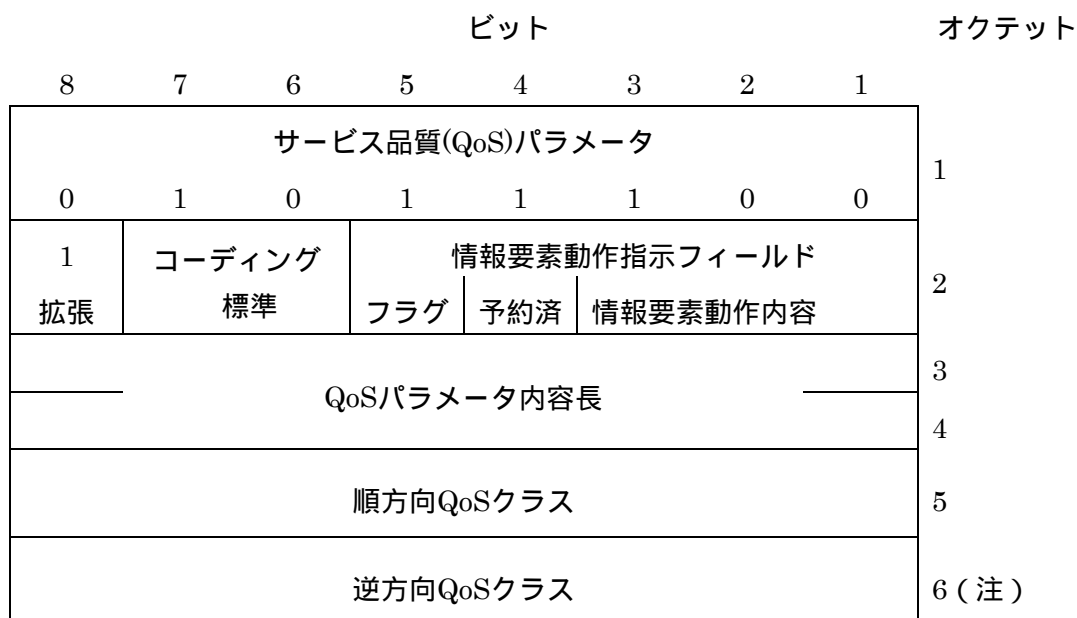 ビット オクテット
8 7 6 5 4 3 2 1
サービス品質(QoS)パラメータ
1
0 1 0 1 1 1 0 0
1 コーディング 情報要素動作指示フィールド
2
拡張 標準 フラグ 予約済 情報要素動作内容
3
QoSパラメータ内容長
4
順方向QoSクラス 5
逆方向QoSクラス 6(注)